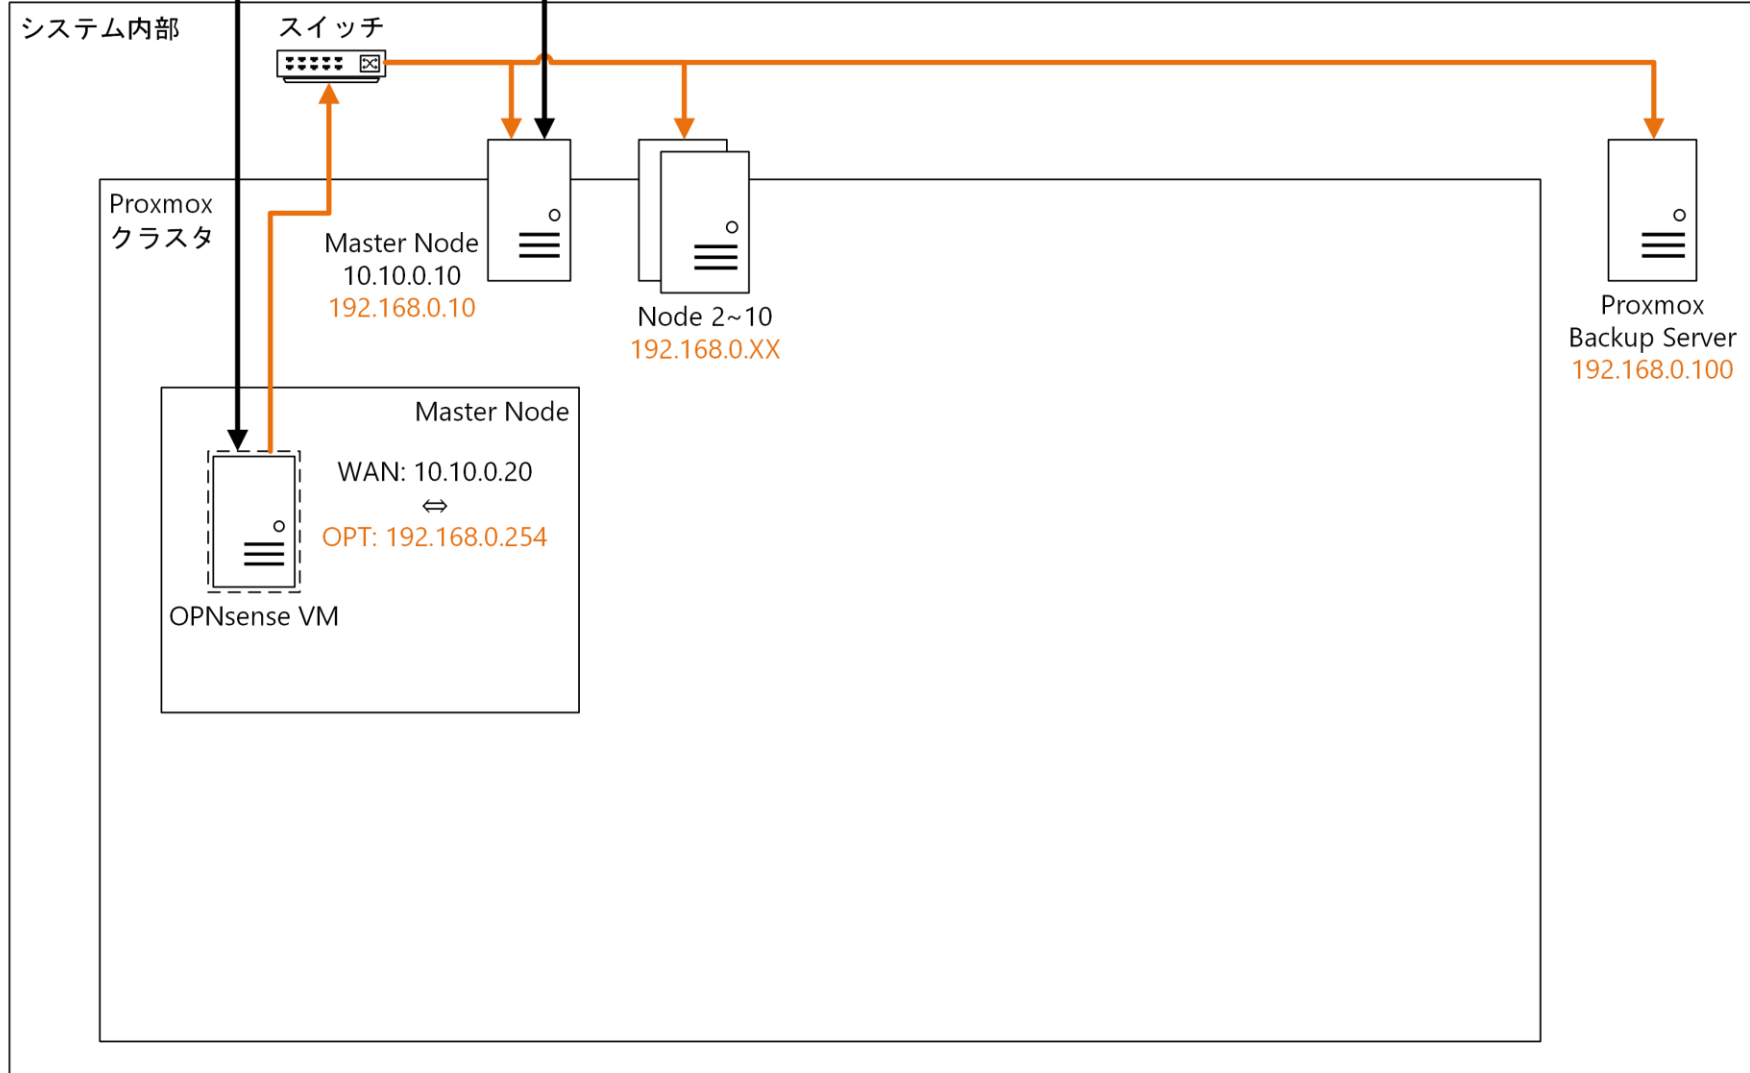 システム内部
スイッチ
Proxmox
クラスタ
Master Node
10.10.0.10
192.168.0.10
Node 2~10
192.168.0.XX
Proxmox
Backup Server
192.168.0.100
Master Node
WAN: 10.10.0.20
⇔
OPT: 192.168.0.254
OPNsense VM